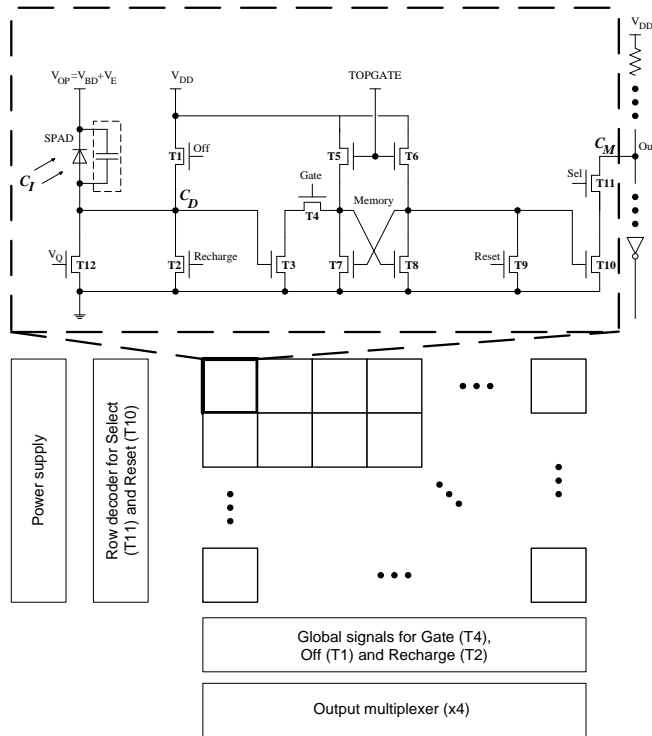 V_DD
V_OP=V_BD+V_E
V_DD
TOPGATE
SPAD
T1
Off
T5
T6
C_M
Ou
C_I
Gate
Sel
T11
C_D
T4
Memory
V_Q
T12
T2
Recharge
T3
T7
T8
Reset
T9
T10
Power supply
Row decoder for Select
(T11) and Reset (T10)
Global signals for Gate (T4),
Off (T1) and Recharge (T2)
Output multiplexer (x4)